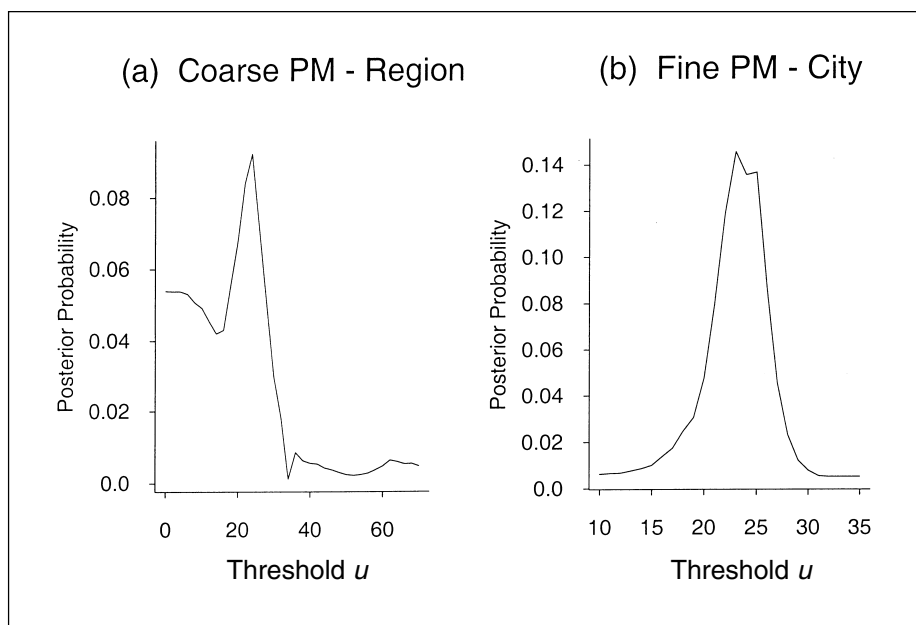 (a) Coarse PM - Region
Posterior Probability
0.08
0.06
0.04
0.02
0.0
0 20 40 60
Threshold u
(b) Fine PM - City
Posterior Probability
0.14
0.12
0.10
0.08
0.06
0.04
0.02
0.0
10 15 20 25 30 35
Threshold u